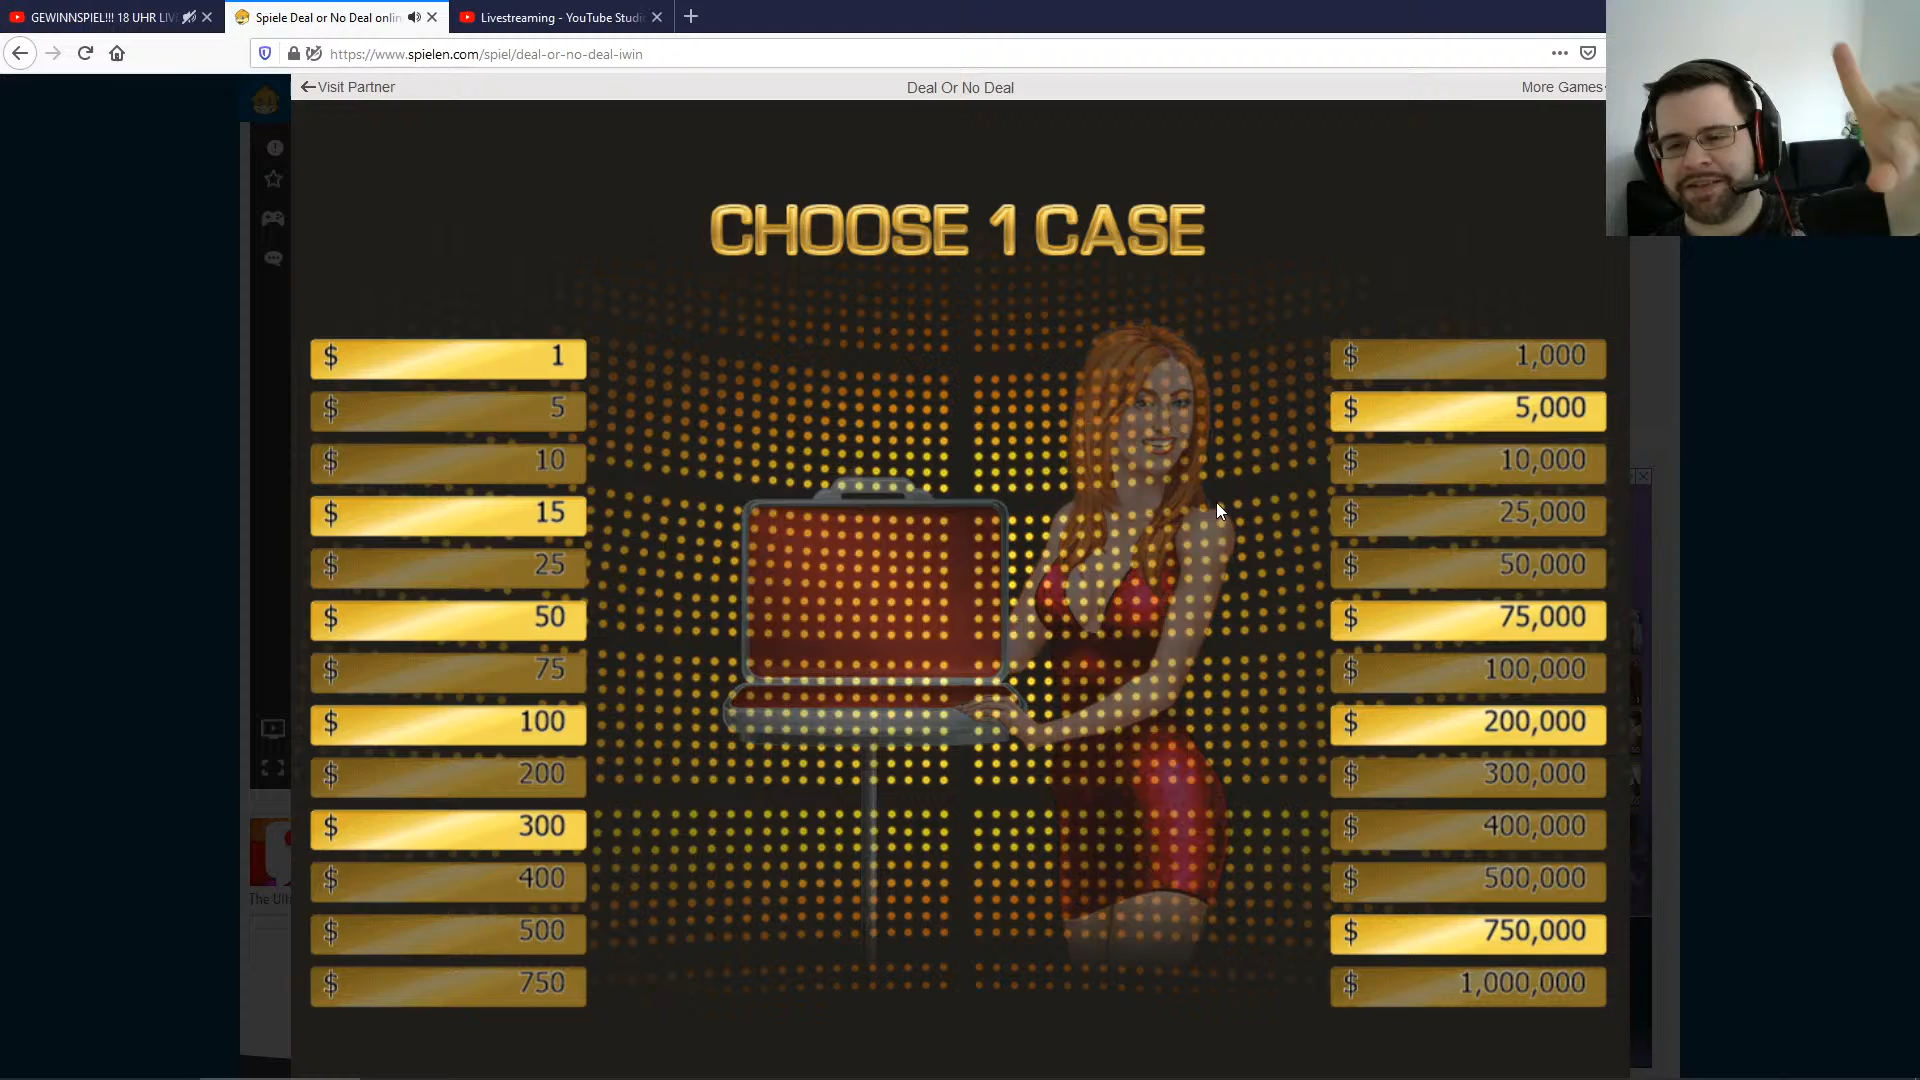 GEWINNSPIEL!!! 18 UHR LIV
Spiele Deal or No Deal onlin
Livestreaming - YouTube Studi
https://www.spielen.com/spiel/deal-or-no-deal-iwin
Visit Partner
Deal Or No Deal
More Games
CHOOSE 1 CASE
$ 1
$ 5
$ 10
$ 15
$ 25
$ 50
$ 75
$ 100
$ 200
$ 300
$ 400
$ 500
$ 750
$ 1,000
$ 5,000
$ 10,000
$ 25,000
$ 50,000
$ 75,000
$ 100,000
$ 200,000
$ 300,000
$ 400,000
$ 500,000
$ 750,000
$ 1,000,000
The Ult